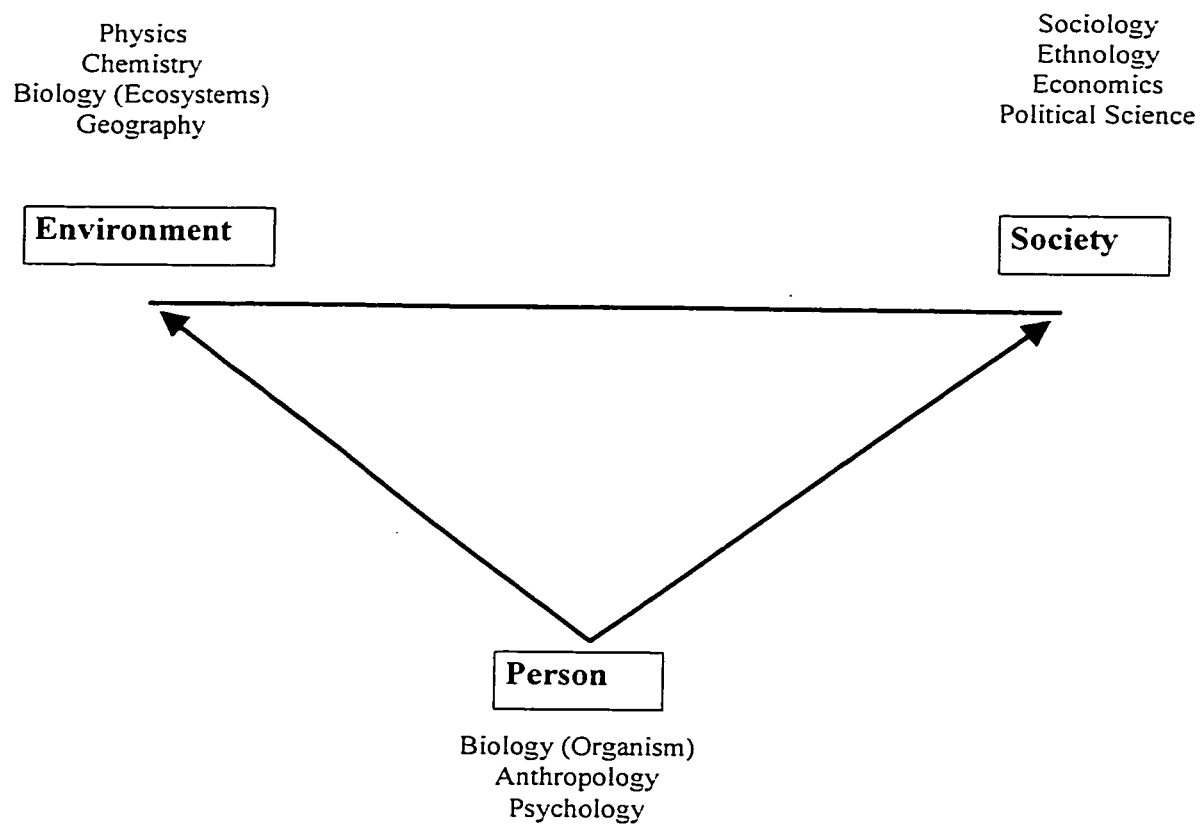 Physics
Chemistry
Biology (Ecosystems)
Geography
Sociology
Ethnology
Economics
Political Science
Environment
Society
Person
Biology (Organism)
Anthropology
Psychology